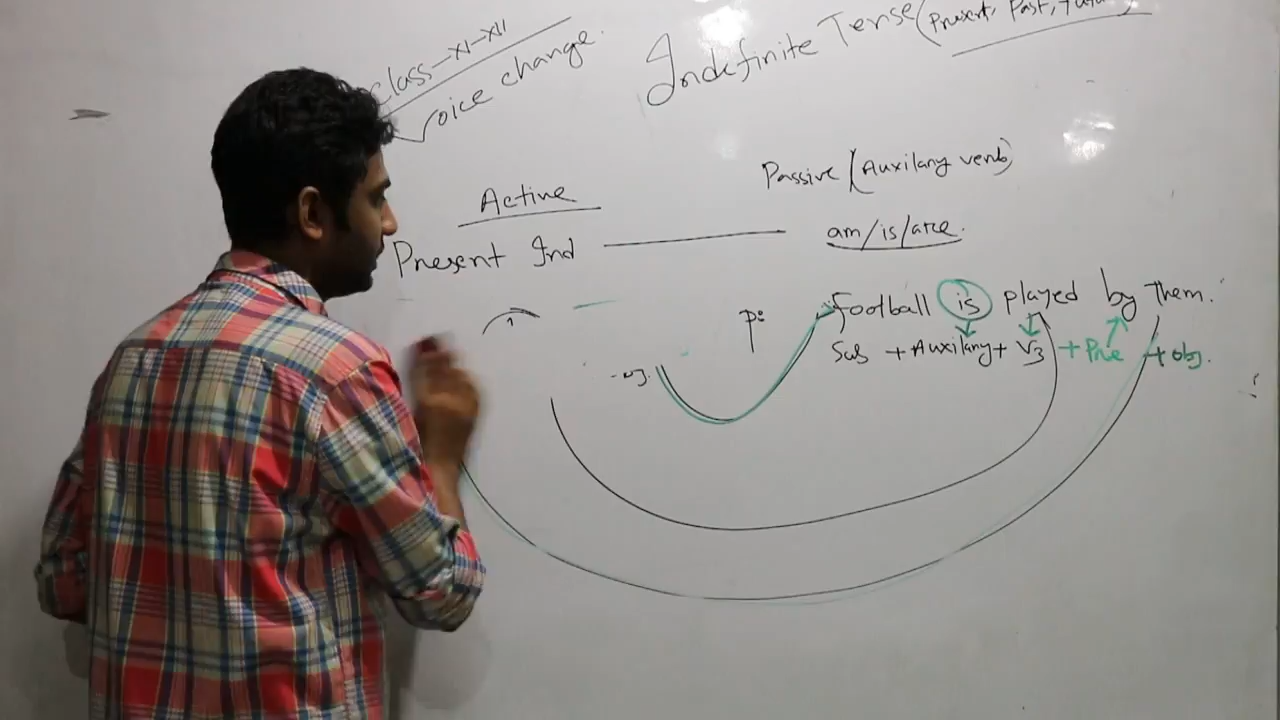 Class-XI-XII
Voice change.
Indefinite Tense (Present, Past, Futu
Active
Passive (Auxilary verb)
Present Ind
am/is/are.
P:
Football is played by them.
Sub + Auxilary + V3 + Pre + obj.